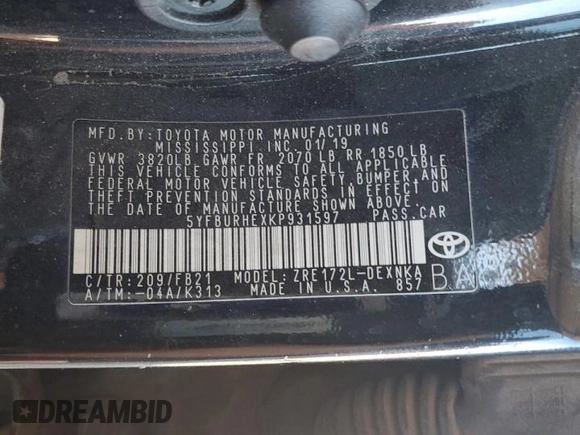 MFD.BY:TOYOTA MOTOR MANUFACTURING
MISSISSIPPI INC.01/19
GVWR 3820LB.GAWR FR 2070 LB.RR 1850 LB
THIS VEHICLE CONFORMS TO ALL APPLICABLE
FEDERAL MOTOR VEHICLE SAFETY, BUMPER, AND
THEFT PREVENTION STANDARDS IN EFFECT ON
THE DATE OF MANUFACTURE SHOWN ABOVE.
5YFBURHEXKP931597 PASS.CAR
C/TR:209/FB21 MODEL: ZRE172L-DEXNKA
A/TM:-04A/K313 MADE IN U.S.A. 857 BAC
DREAMBID